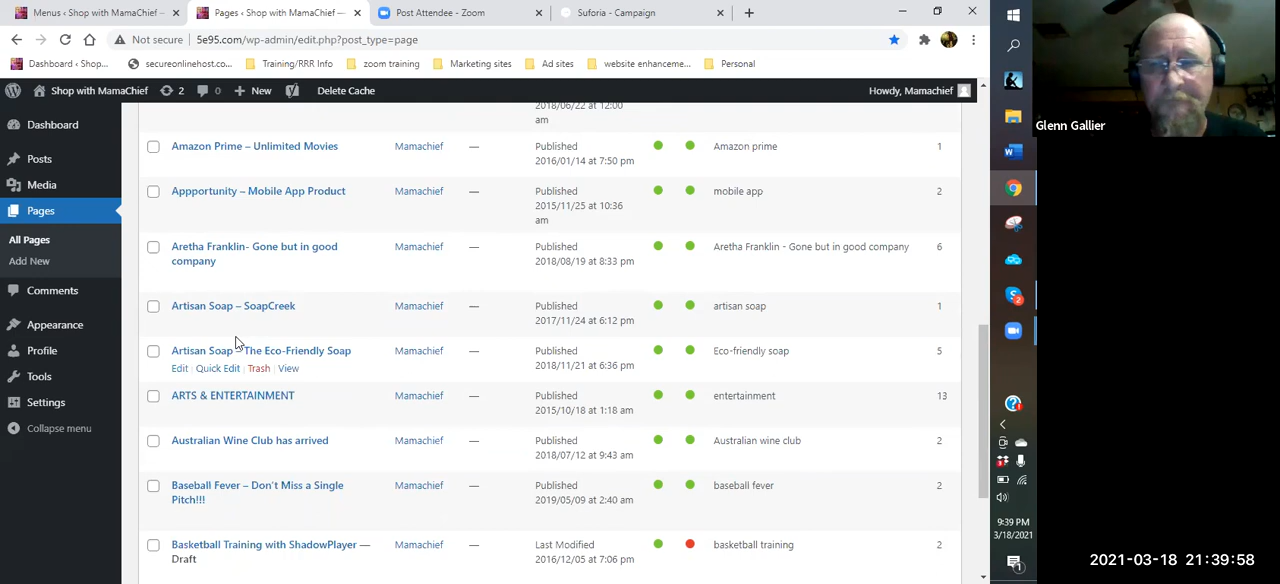 Menus ‹ Shop with MamaChief —
Pages ‹ Shop with MamaChief —
Post Attendee - Zoom
Suforia - Campaign
Not secure | 5e95.com/wp-admin/edit.php?post_type=page
Dashboard ‹ Shop...
secureonlinehost.co...
Training/RRR Info
zoom training
Marketing sites
Ad sites
website enhanceme...
Personal
Shop with MamaChief
2
0
New
Delete Cache
Howdy, Mamachief
Dashboard
Posts
Media
Pages
All Pages
Add New
Comments
Appearance
Profile
Tools
Settings
Collapse menu
2018/06/22 at 12:00
am
Amazon Prime – Unlimited Movies Mamachief — Published Amazon prime 1
2016/01/14 at 7:50 pm
Appportunity – Mobile App Product Mamachief — Published mobile app 2
2015/11/25 at 10:36
am
Aretha Franklin- Gone but in good Mamachief — Published Aretha Franklin - Gone but in good company 6
company 2018/08/19 at 8:33 pm
Artisan Soap – SoapCreek Mamachief — Published artisan soap 1
2017/11/24 at 6:12 pm
Artisan Soap – The Eco-Friendly Soap Mamachief — Published Eco-friendly soap 5
Edit | Quick Edit | Trash | View 2018/11/21 at 6:36 pm
ARTS & ENTERTAINMENT Mamachief — Published entertainment 13
2015/10/18 at 1:18 am
Australian Wine Club has arrived Mamachief — Published Australian wine club 2
2018/07/12 at 9:43 am
Baseball Fever – Don't Miss a Single Mamachief — Published baseball fever 2
Pitch!!! 2019/05/09 at 2:40 am
Basketball Training with ShadowPlayer — Mamachief — Last Modified basketball training 2
Draft 2016/12/05 at 7:06 pm
9:39 PM
3/18/2021
Glenn Gallier
2021-03-18 21:39:58